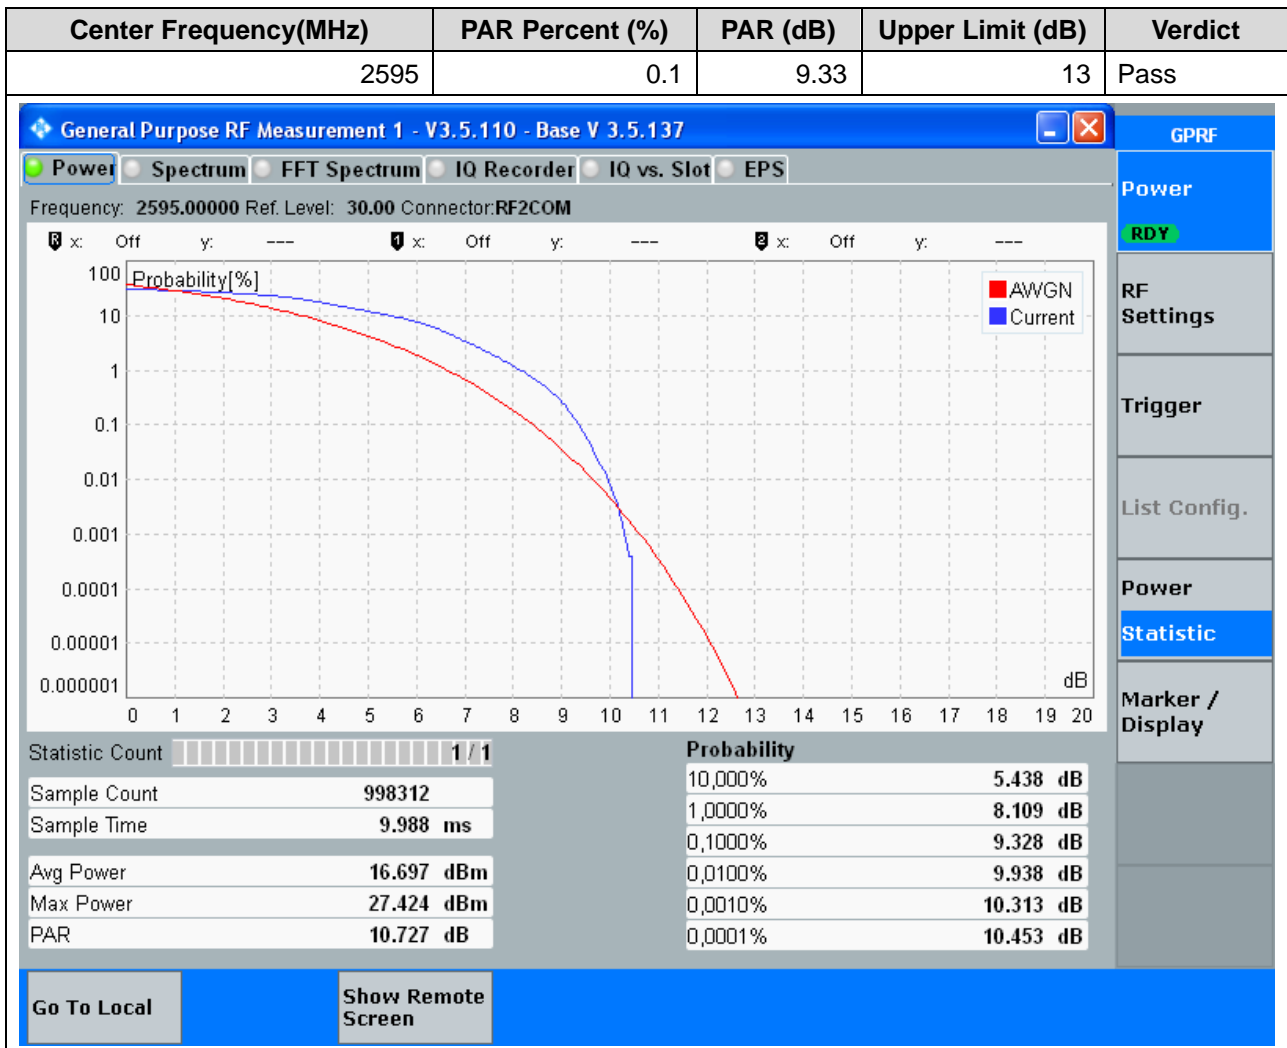 Center Frequency(MHz) PAR Percent (%) PAR (dB) Upper Limit (dB) Verdict
2595 0.1 9.33 13 Pass
General Purpose RF Measurement 1 - V3.5.110 - Base V 3.5.137
GPRF
Power Spectrum FFT Spectrum IQ Recorder IQ vs. Slot EPS
Frequency: 2595.00000 Ref. Level: 30.00 Connector:RF2COM
R x: Off y: --- 1 x: Off y: --- 2 x: Off y: ---
Probability[%]
AWGN
Current
100
10
1
0.1
0.01
0.001
0.0001
0.00001
0.000001
dB
0 1 2 3 4 5 6 7 8 9 10 11 12 13 14 15 16 17 18 19 20
Statistic Count 1 / 1
Sample Count 998312
Sample Time 9.988 ms
Avg Power 16.697 dBm
Max Power 27.424 dBm
PAR 10.727 dB
Probability
10,000% 5.438 dB
1,0000% 8.109 dB
0,1000% 9.328 dB
0,0100% 9.938 dB
0,0010% 10.313 dB
0,0001% 10.453 dB
Power
RDY
RF
Settings
Trigger
List Config.
Power
Statistic
Marker /
Display
Go To Local
Show Remote
Screen